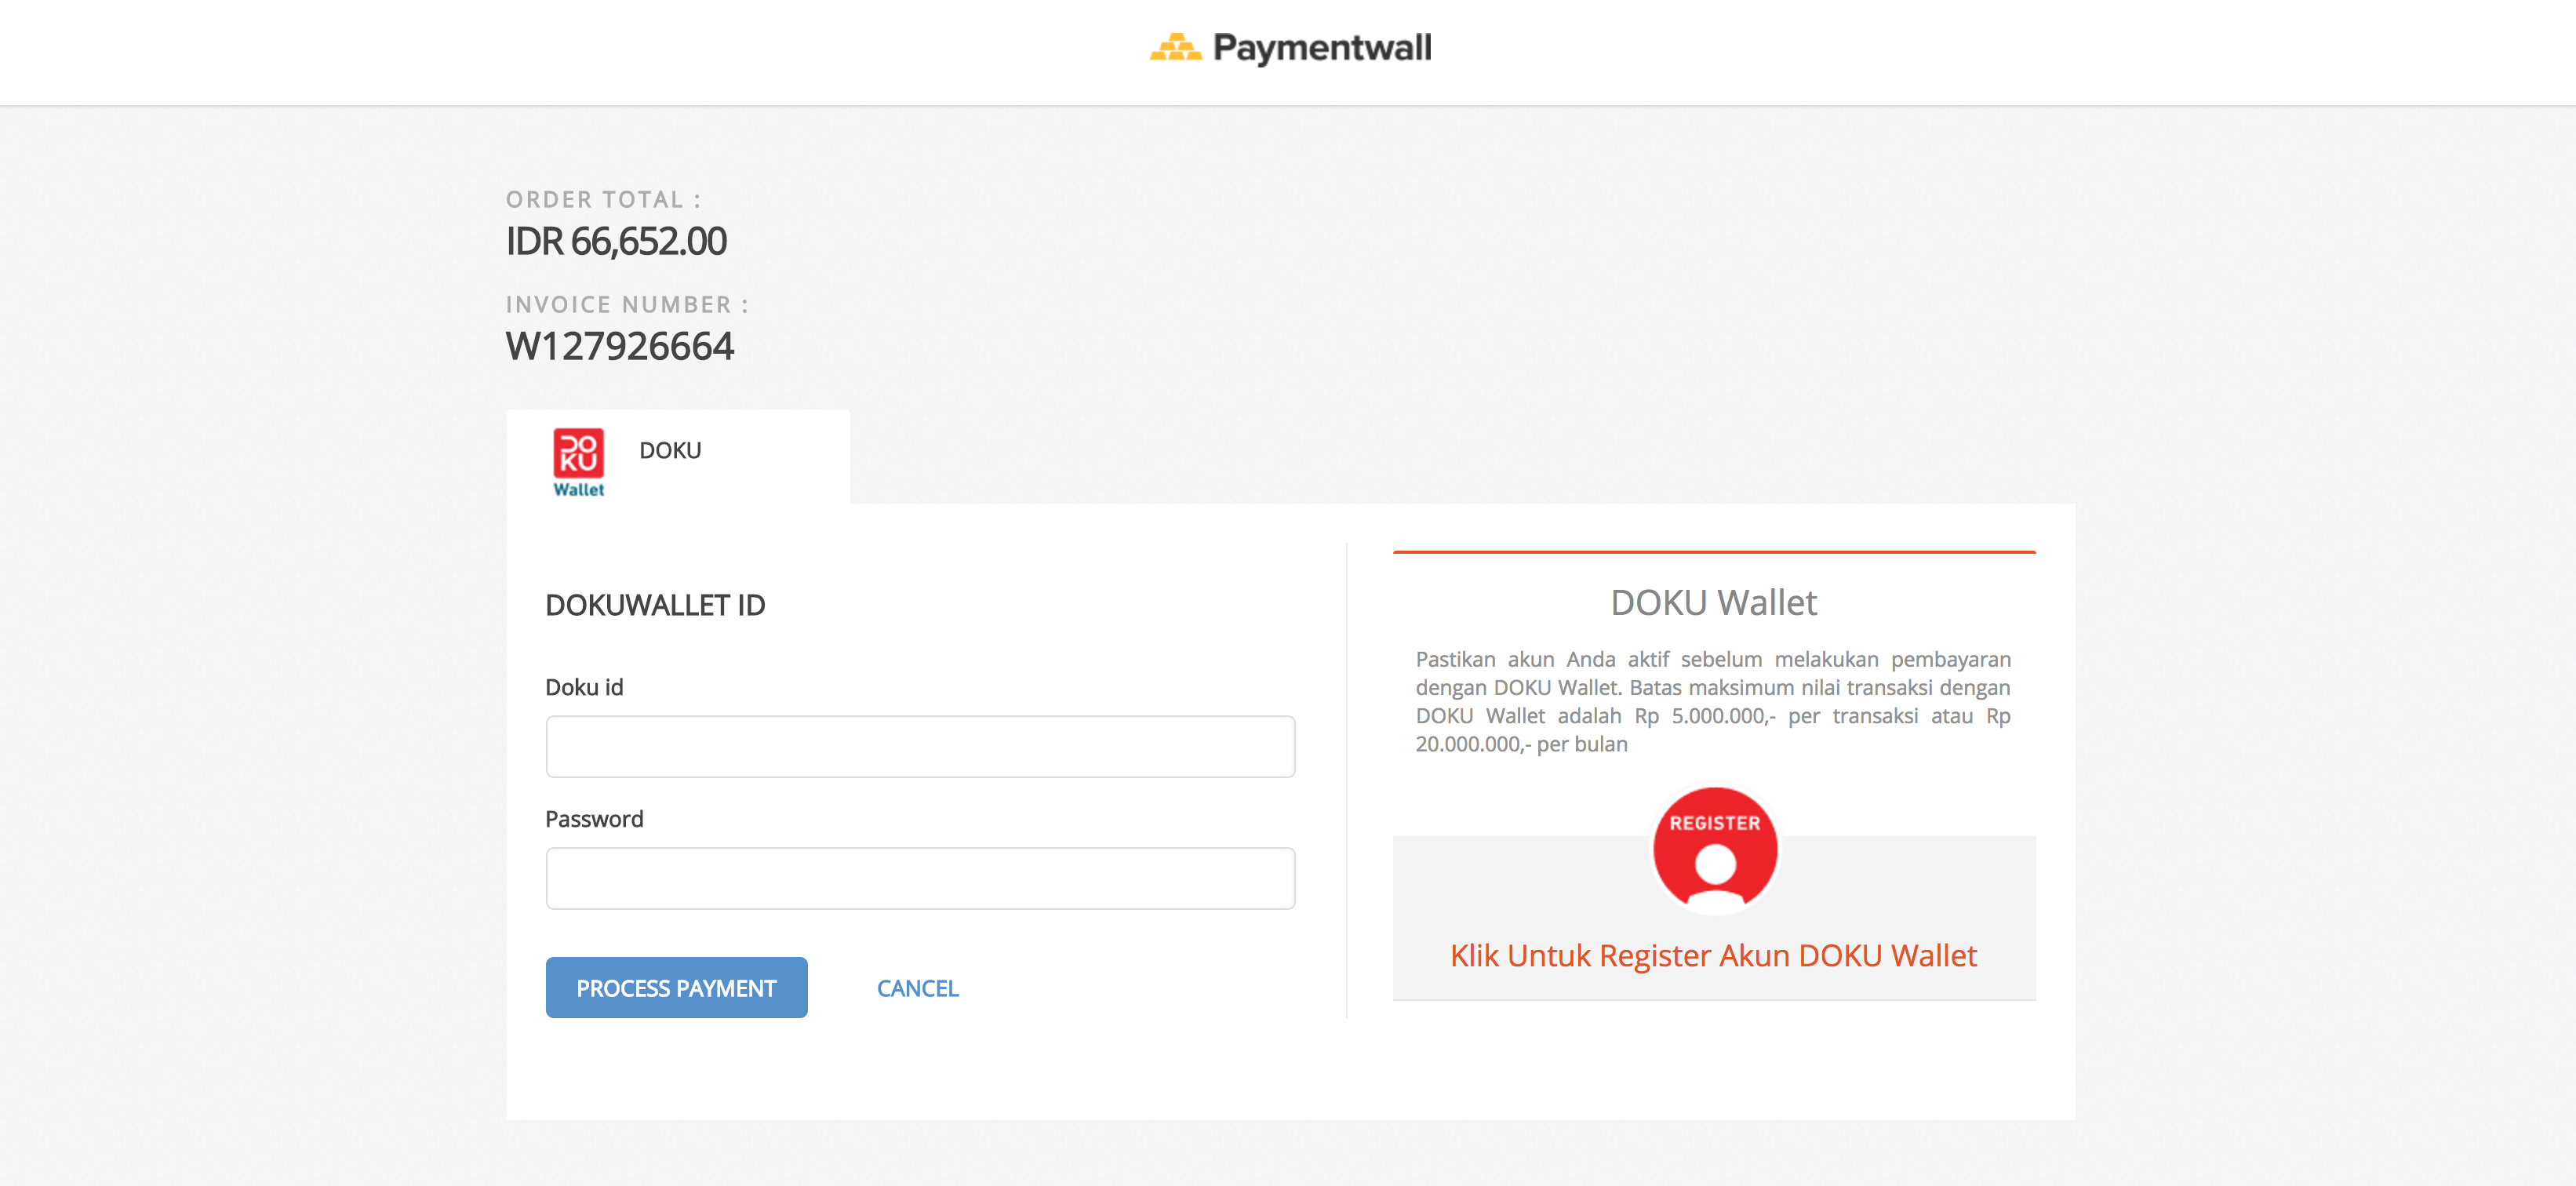 Paymentwall
ORDER TOTAL :
IDR 66,652.00
INVOICE NUMBER :
W127926664
DOKU
Wallet
DOKU
DOKUWALLET ID
Doku id
Password
PROCESS PAYMENT
CANCEL
DOKU Wallet
Pastikan akun Anda aktif sebelum melakukan pembayaran
dengan DOKU Wallet. Batas maksimum nilai transaksi dengan
DOKU Wallet adalah Rp 5.000.000,- per transaksi atau Rp
20.000.000,- per bulan
REGISTER
Klik Untuk Register Akun DOKU Wallet